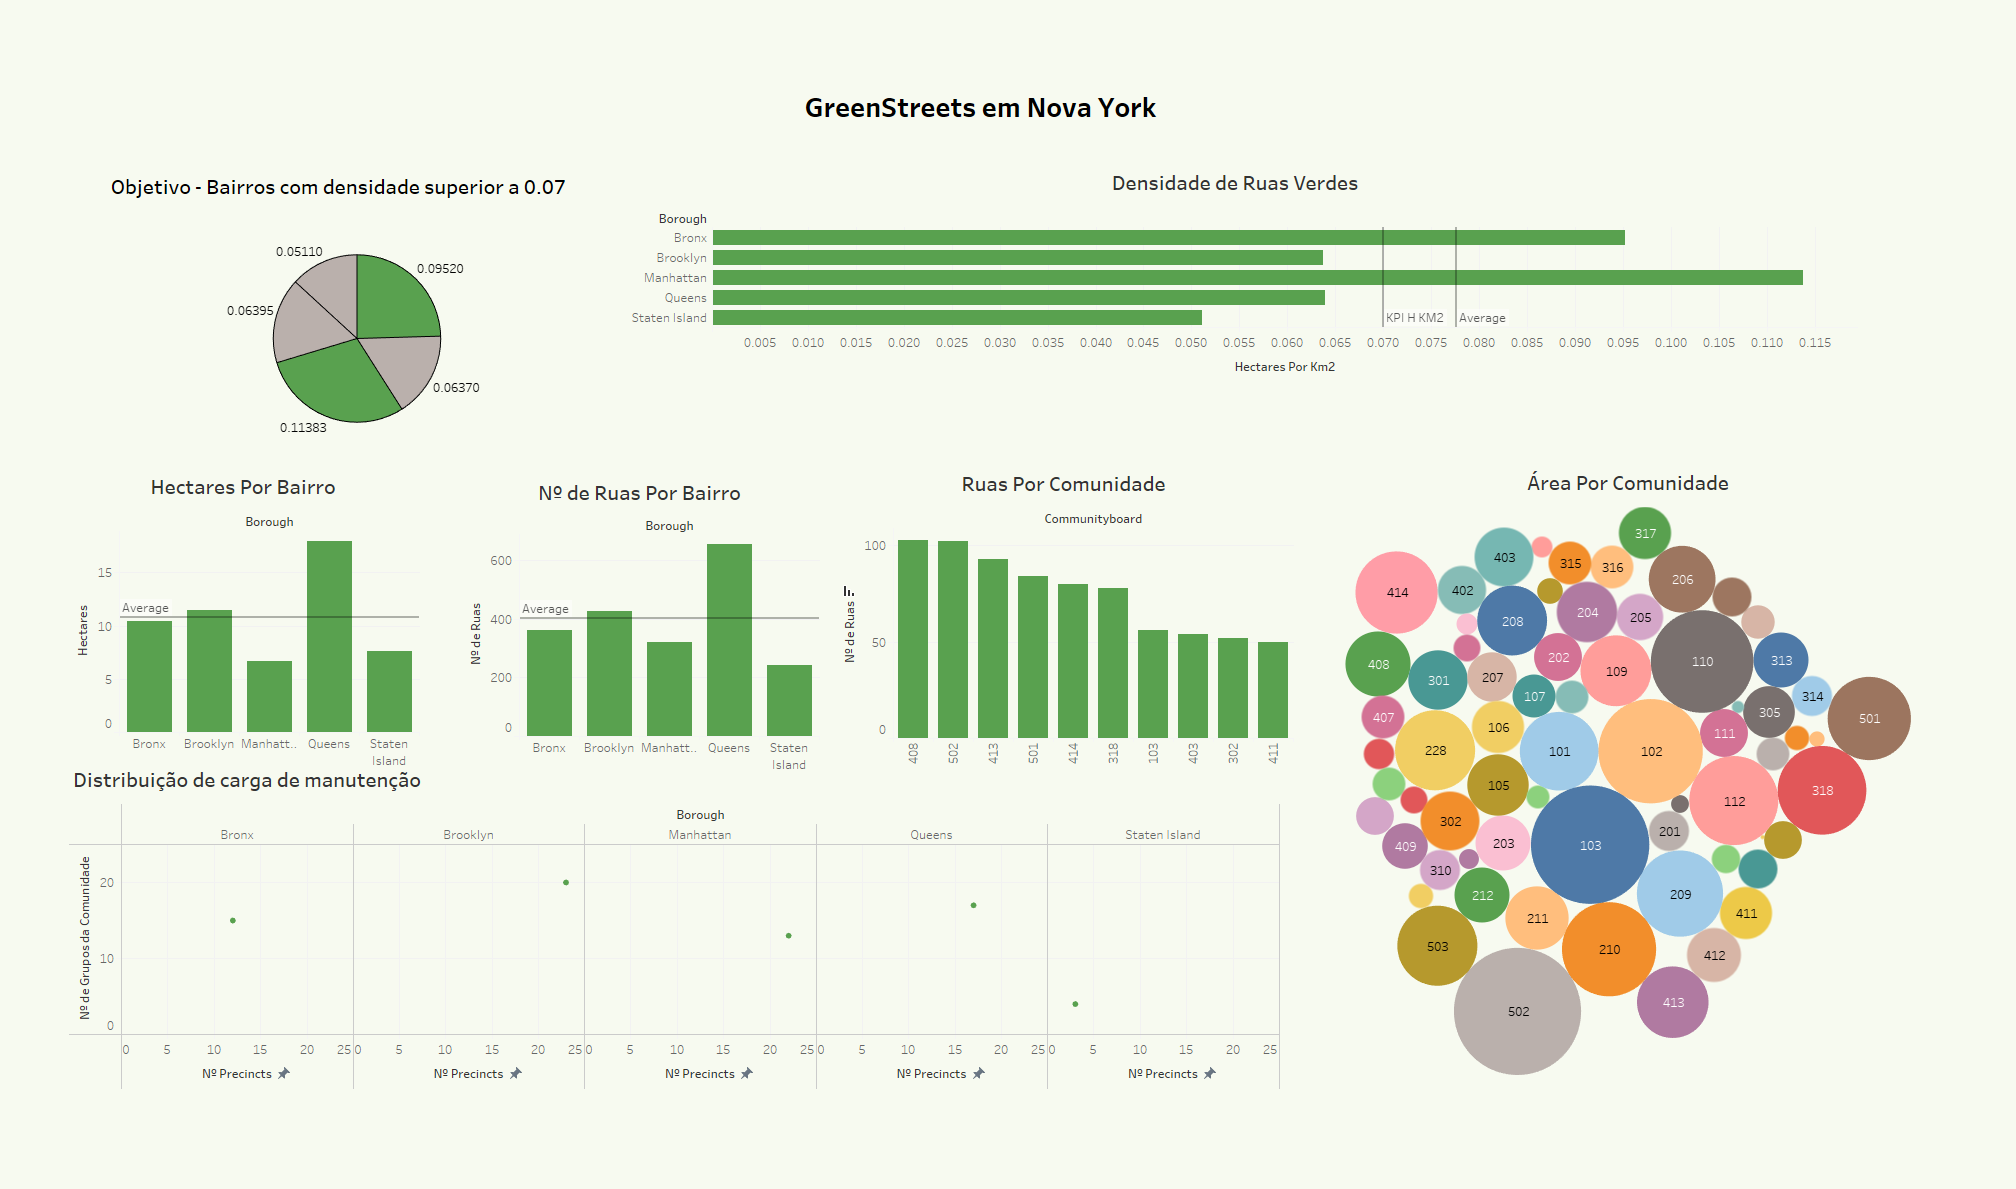 GreenStreets em Nova York
Objetivo - Bairros com densidade superior a 0.07
0.05110
0.09520
0.06395
0.06370
0.11383
Densidade de Ruas Verdes
Borough
Bronx
Brooklyn
Manhattan
Queens
Staten Island
KPI H KM2
Average
0.005 0.010 0.015 0.020 0.025 0.030 0.035 0.040 0.045 0.050 0.055 0.060 0.065 0.070 0.075 0.080 0.085 0.090 0.095 0.100 0.105 0.110 0.115
Hectares Por Km2
Hectares Por Bairro
Borough
Hectares
15
10
5
0
Average
Bronx Brooklyn Manhatt.. Queens Staten
Island
Nº de Ruas Por Bairro
Borough
Nº de Ruas
600
400
200
0
Average
Bronx Brooklyn Manhatt.. Queens Staten
Island
Ruas Por Comunidade
Communityboard
Nº de Ruas
100
50
0
408 502 413 501 414 318 103 403 302 411
Área Por Comunidade
317
403
315
316
206
414
402
204
205
208
408
301
207
202
109
110
313
107
314
407
106
305
501
228
101
102
111
105
112
318
302
409
203
103
201
310
212
209
411
503
211
210
412
502
413
Distribuição de carga de manutenção
Borough
Bronx Brooklyn Manhattan Queens Staten Island
Nº de Grupos da Comunidade
20
10
0
0 5 10 15 20 25 0 5 10 15 20 25 0 5 10 15 20 25 0 5 10 15 20 25 0 5 10 15 20 25
Nº Precincts Nº Precincts Nº Precincts Nº Precincts Nº Precincts